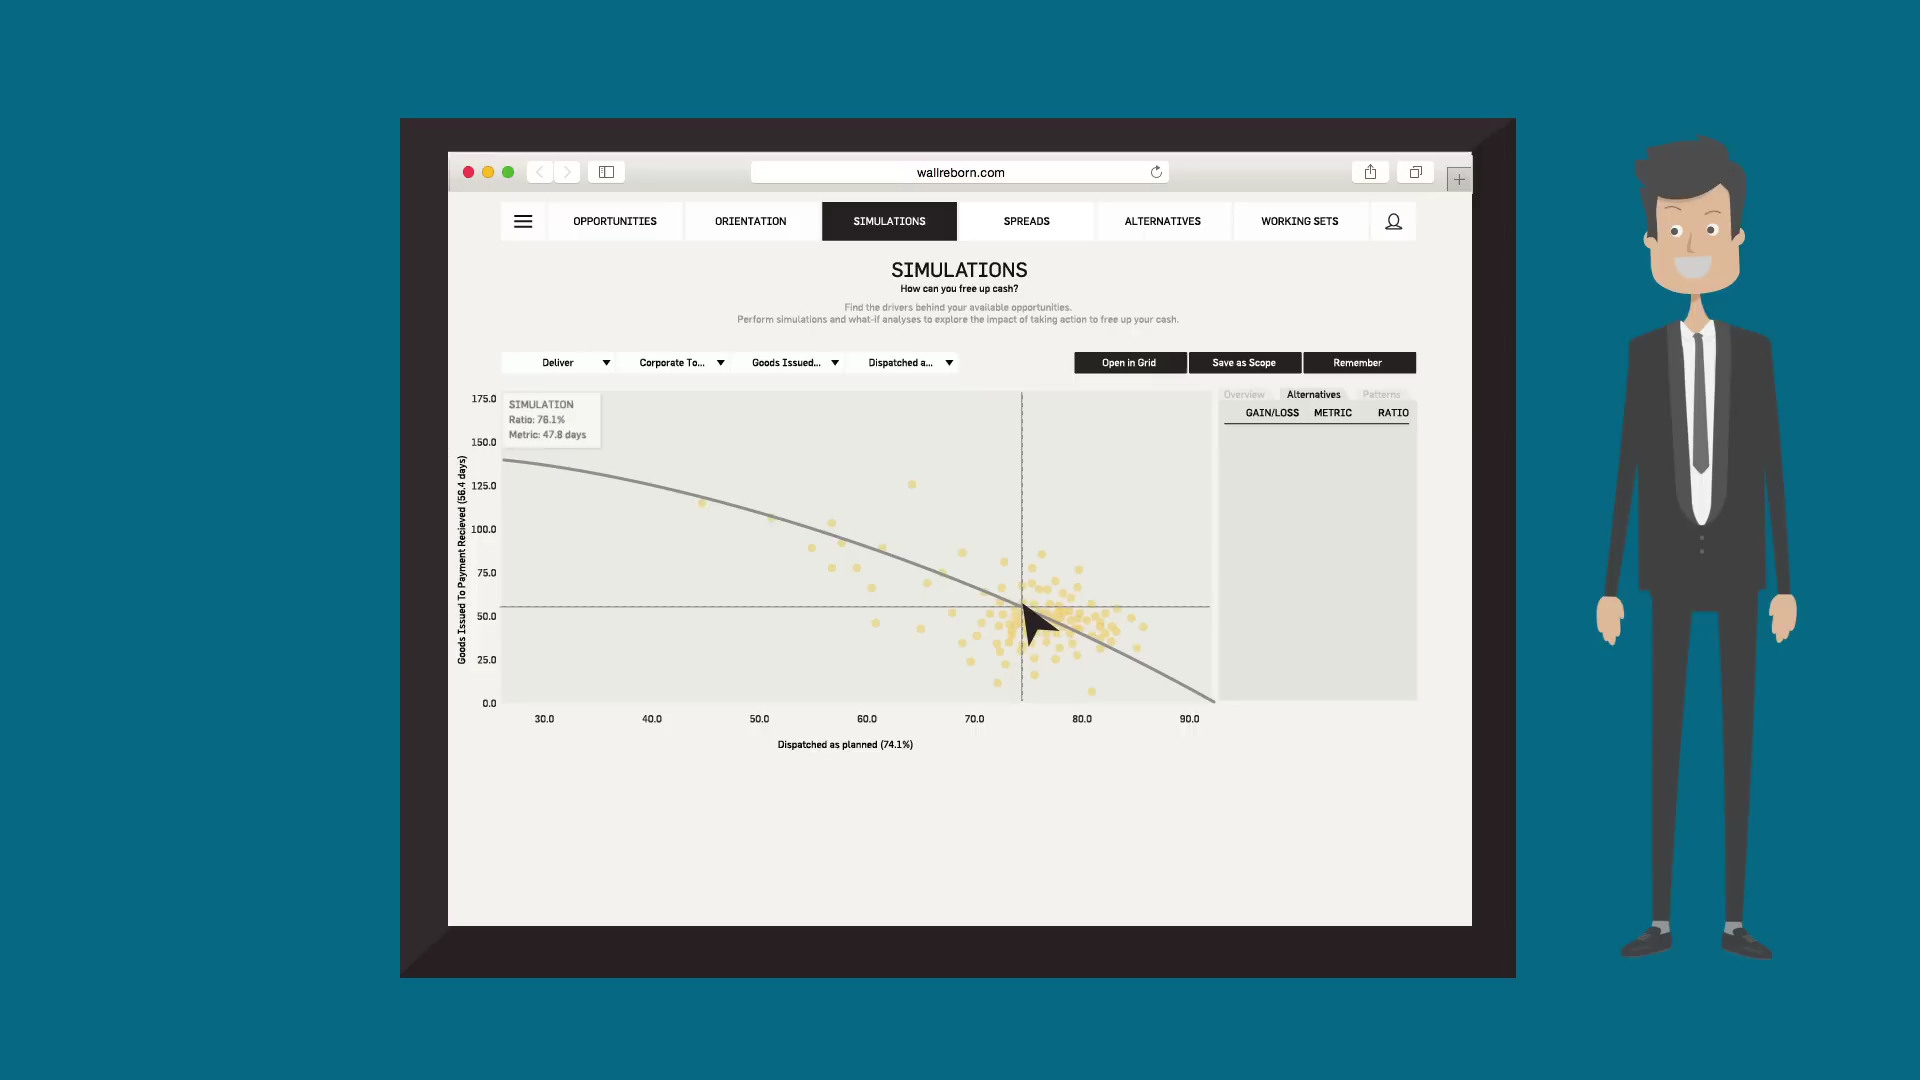 wallreborn.com
OPPORTUNITIES
ORIENTATION
SIMULATIONS
SPREADS
ALTERNATIVES
WORKING SETS
SIMULATIONS
How can you free up cash?
Find the drivers behind your available opportunities.
Perform simulations and what-if analyses to explore the impact of taking action to free up your cash.
Deliver
Corporate To...
Goods Issued...
Dispatched a...
Open in Grid
Save as Scope
Remember
SIMULATION
Ratio: 76.1%
Metric: 47.8 days
Goods Issued To Payment Recieved (56.4 days)
175.0
150.0
125.0
100.0
75.0
50.0
25.0
0.0
30.0 40.0 50.0 60.0 70.0 80.0 90.0
Dispatched as planned (74.1%)
Overview Alternatives Patterns
GAIN/LOSS METRIC RATIO